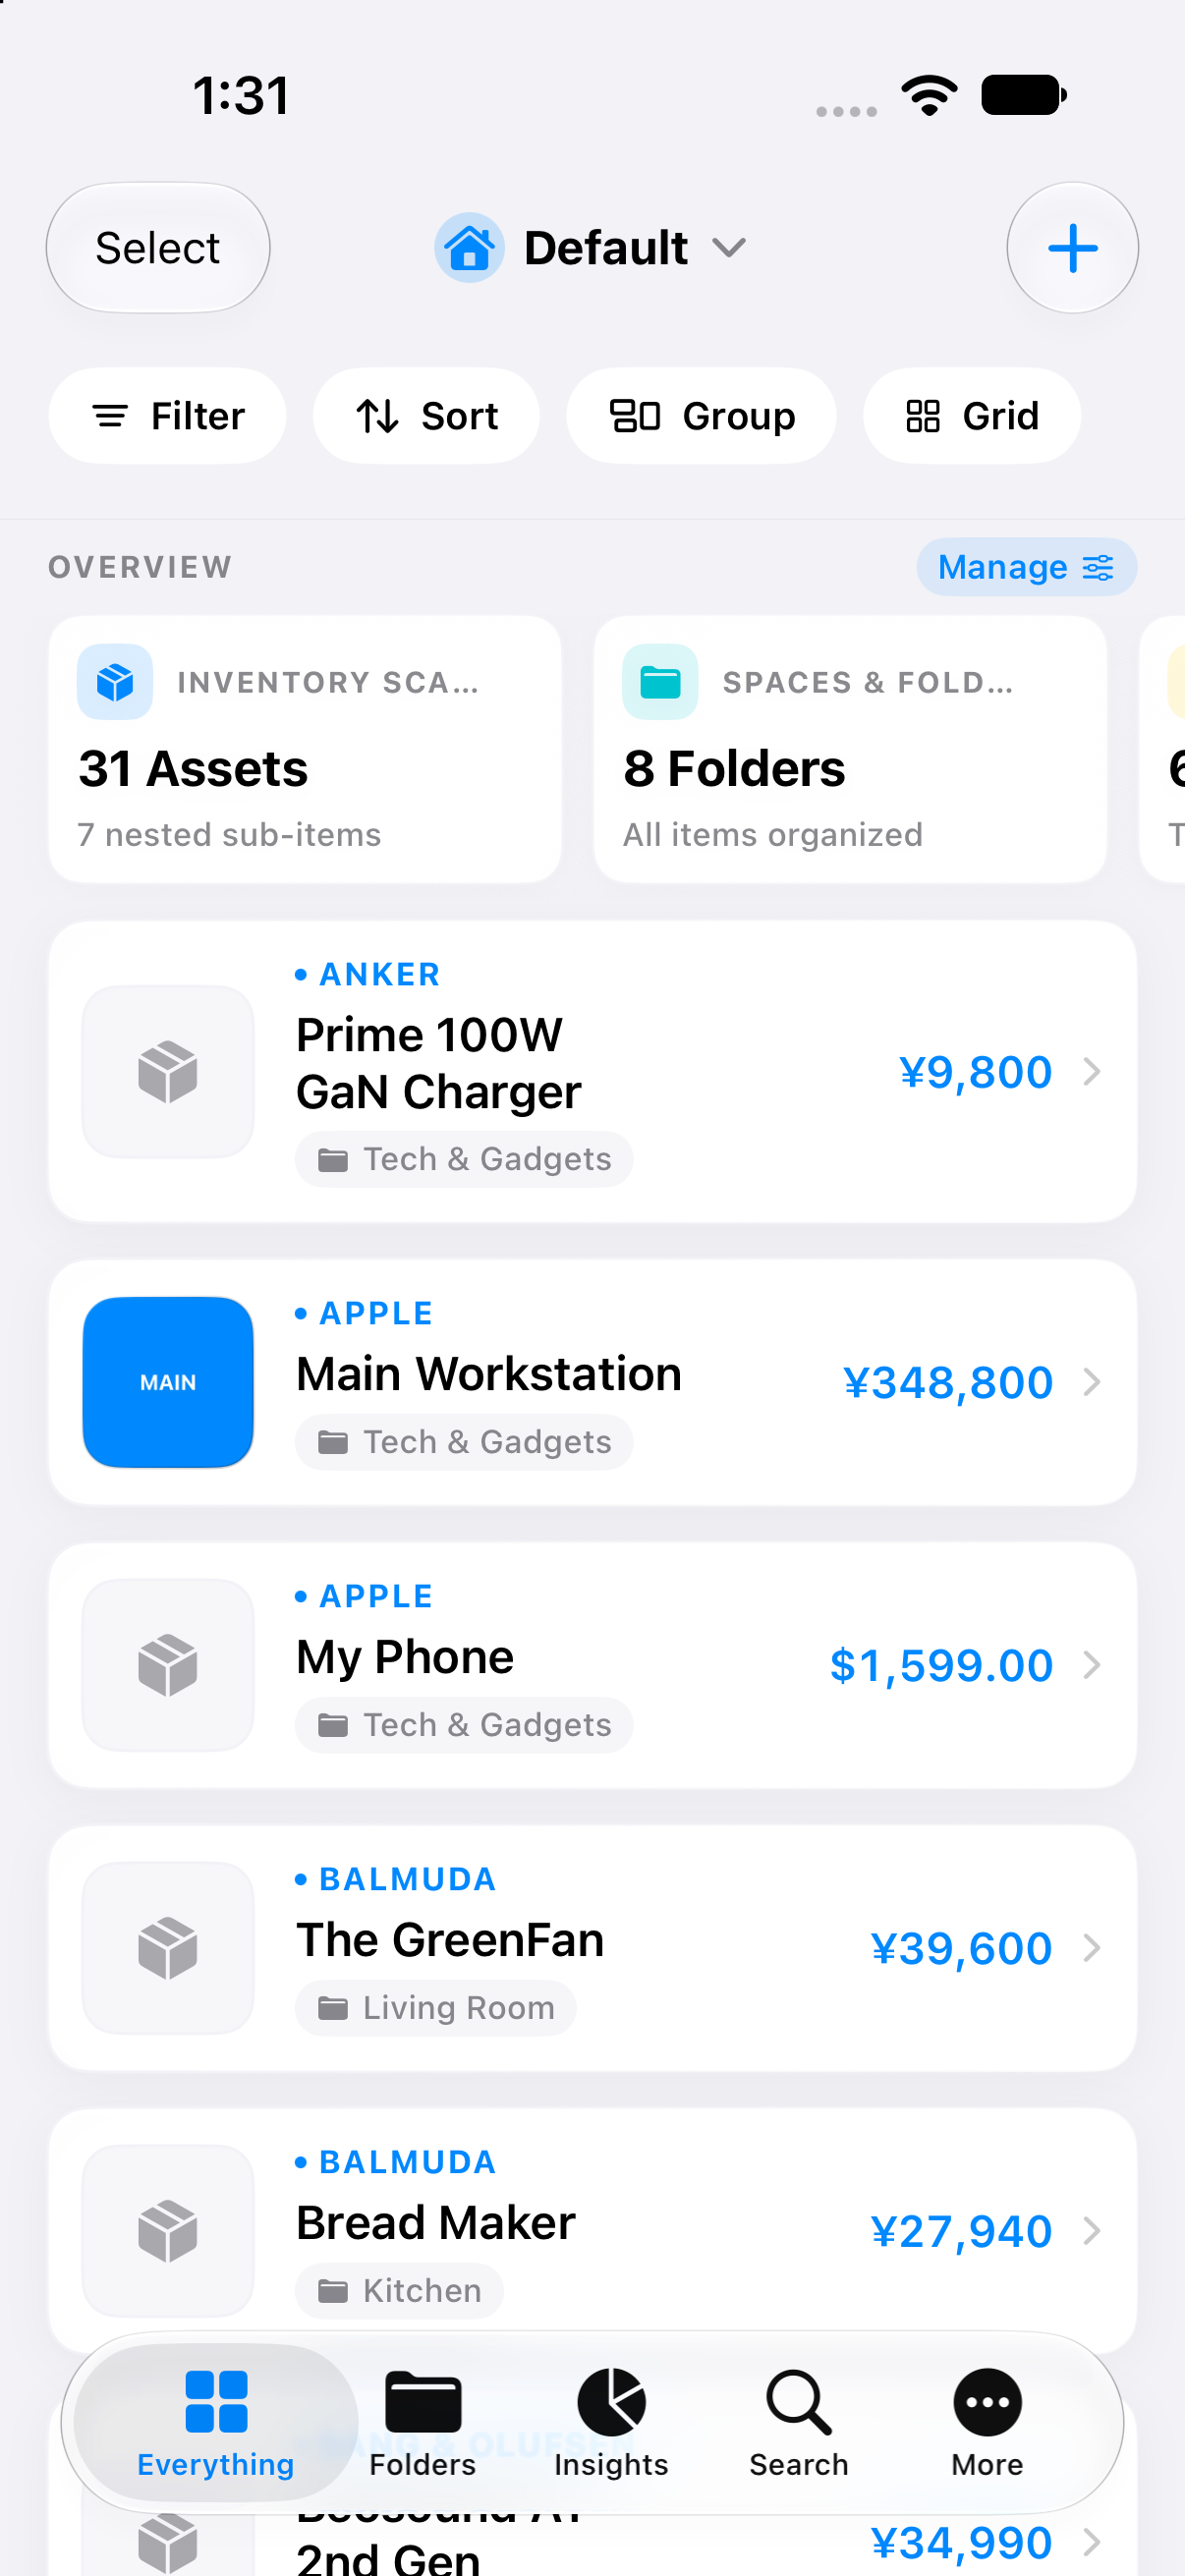 1:31
Select
Default
Filter
Sort
Group
Grid
OVERVIEW
Manage
INVENTORY SCA...
SPACES & FOLD...
31 Assets
8 Folders
7 nested sub-items
All items organized
• ANKER
Prime 100W
GaN Charger
¥9,800
Tech & Gadgets
• APPLE
MAIN
Main Workstation
¥348,800
Tech & Gadgets
• APPLE
My Phone
$1,599.00
Tech & Gadgets
• BALMUDA
The GreenFan
¥39,600
Living Room
• BALMUDA
Bread Maker
¥27,940
Kitchen
BANG & OLUFSEN
Everything
Folders
Insights
Search
More
2nd Gen
¥34,990